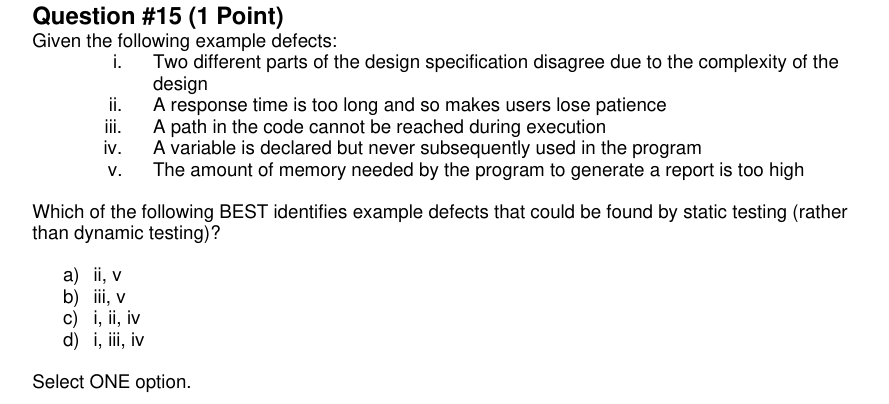 Question #15 (1 Point)
Given the following example defects:
i. Two different parts of the design specification disagree due to the complexity of the
design
ii. A response time is too long and so makes users lose patience
iii. A path in the code cannot be reached during execution
iv. A variable is declared but never subsequently used in the program
v. The amount of memory needed by the program to generate a report is too high
Which of the following BEST identifies example defects that could be found by static testing (rather
than dynamic testing)?
a) ii, v
b) iii, v
c) i, ii, iv
d) i, iii, iv
Select ONE option.